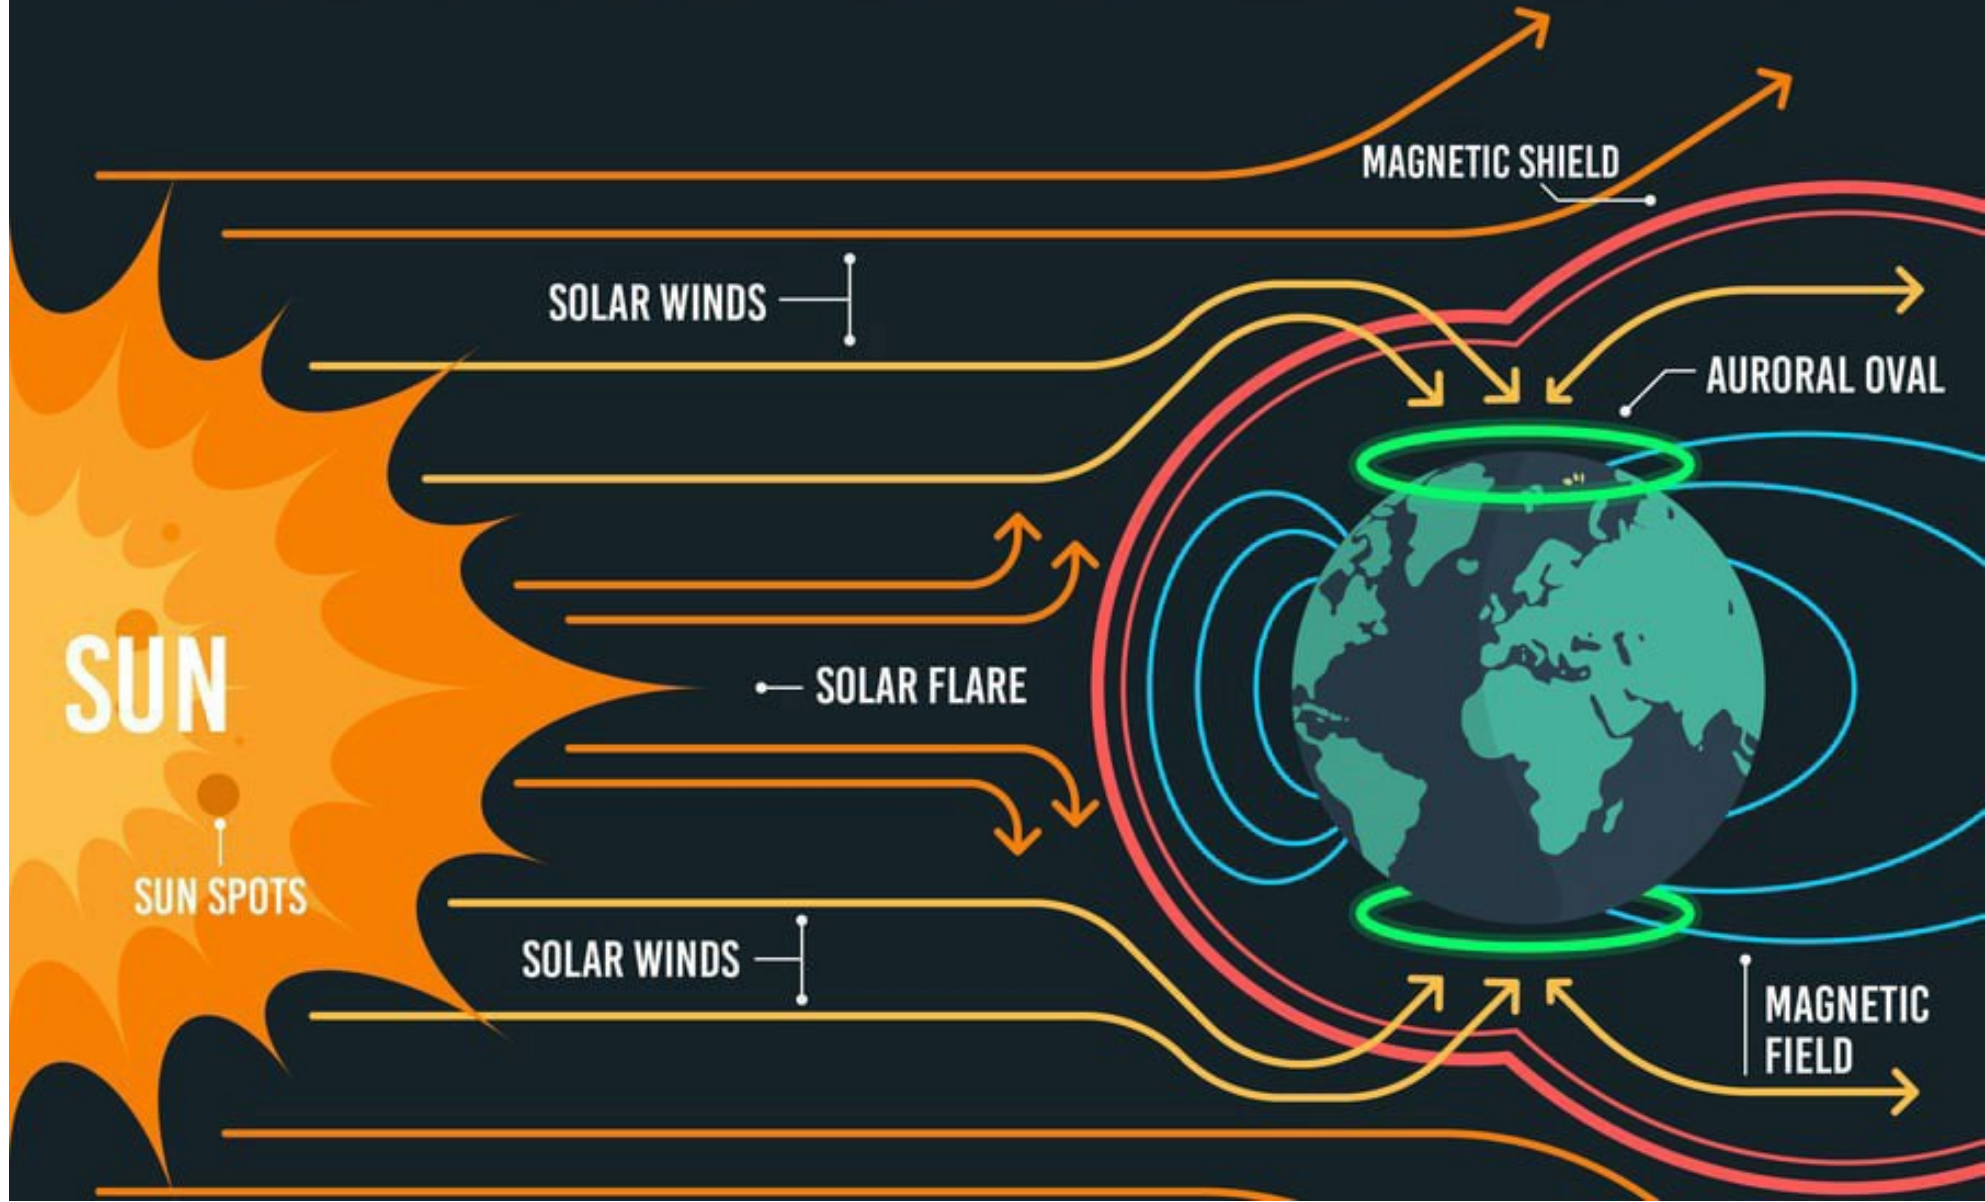 MAGNETIC SHIELD
SOLAR WINDS
AURORAL OVAL
SUN
SOLAR FLARE
SUN SPOTS
SOLAR WINDS
MAGNETIC
FIELD